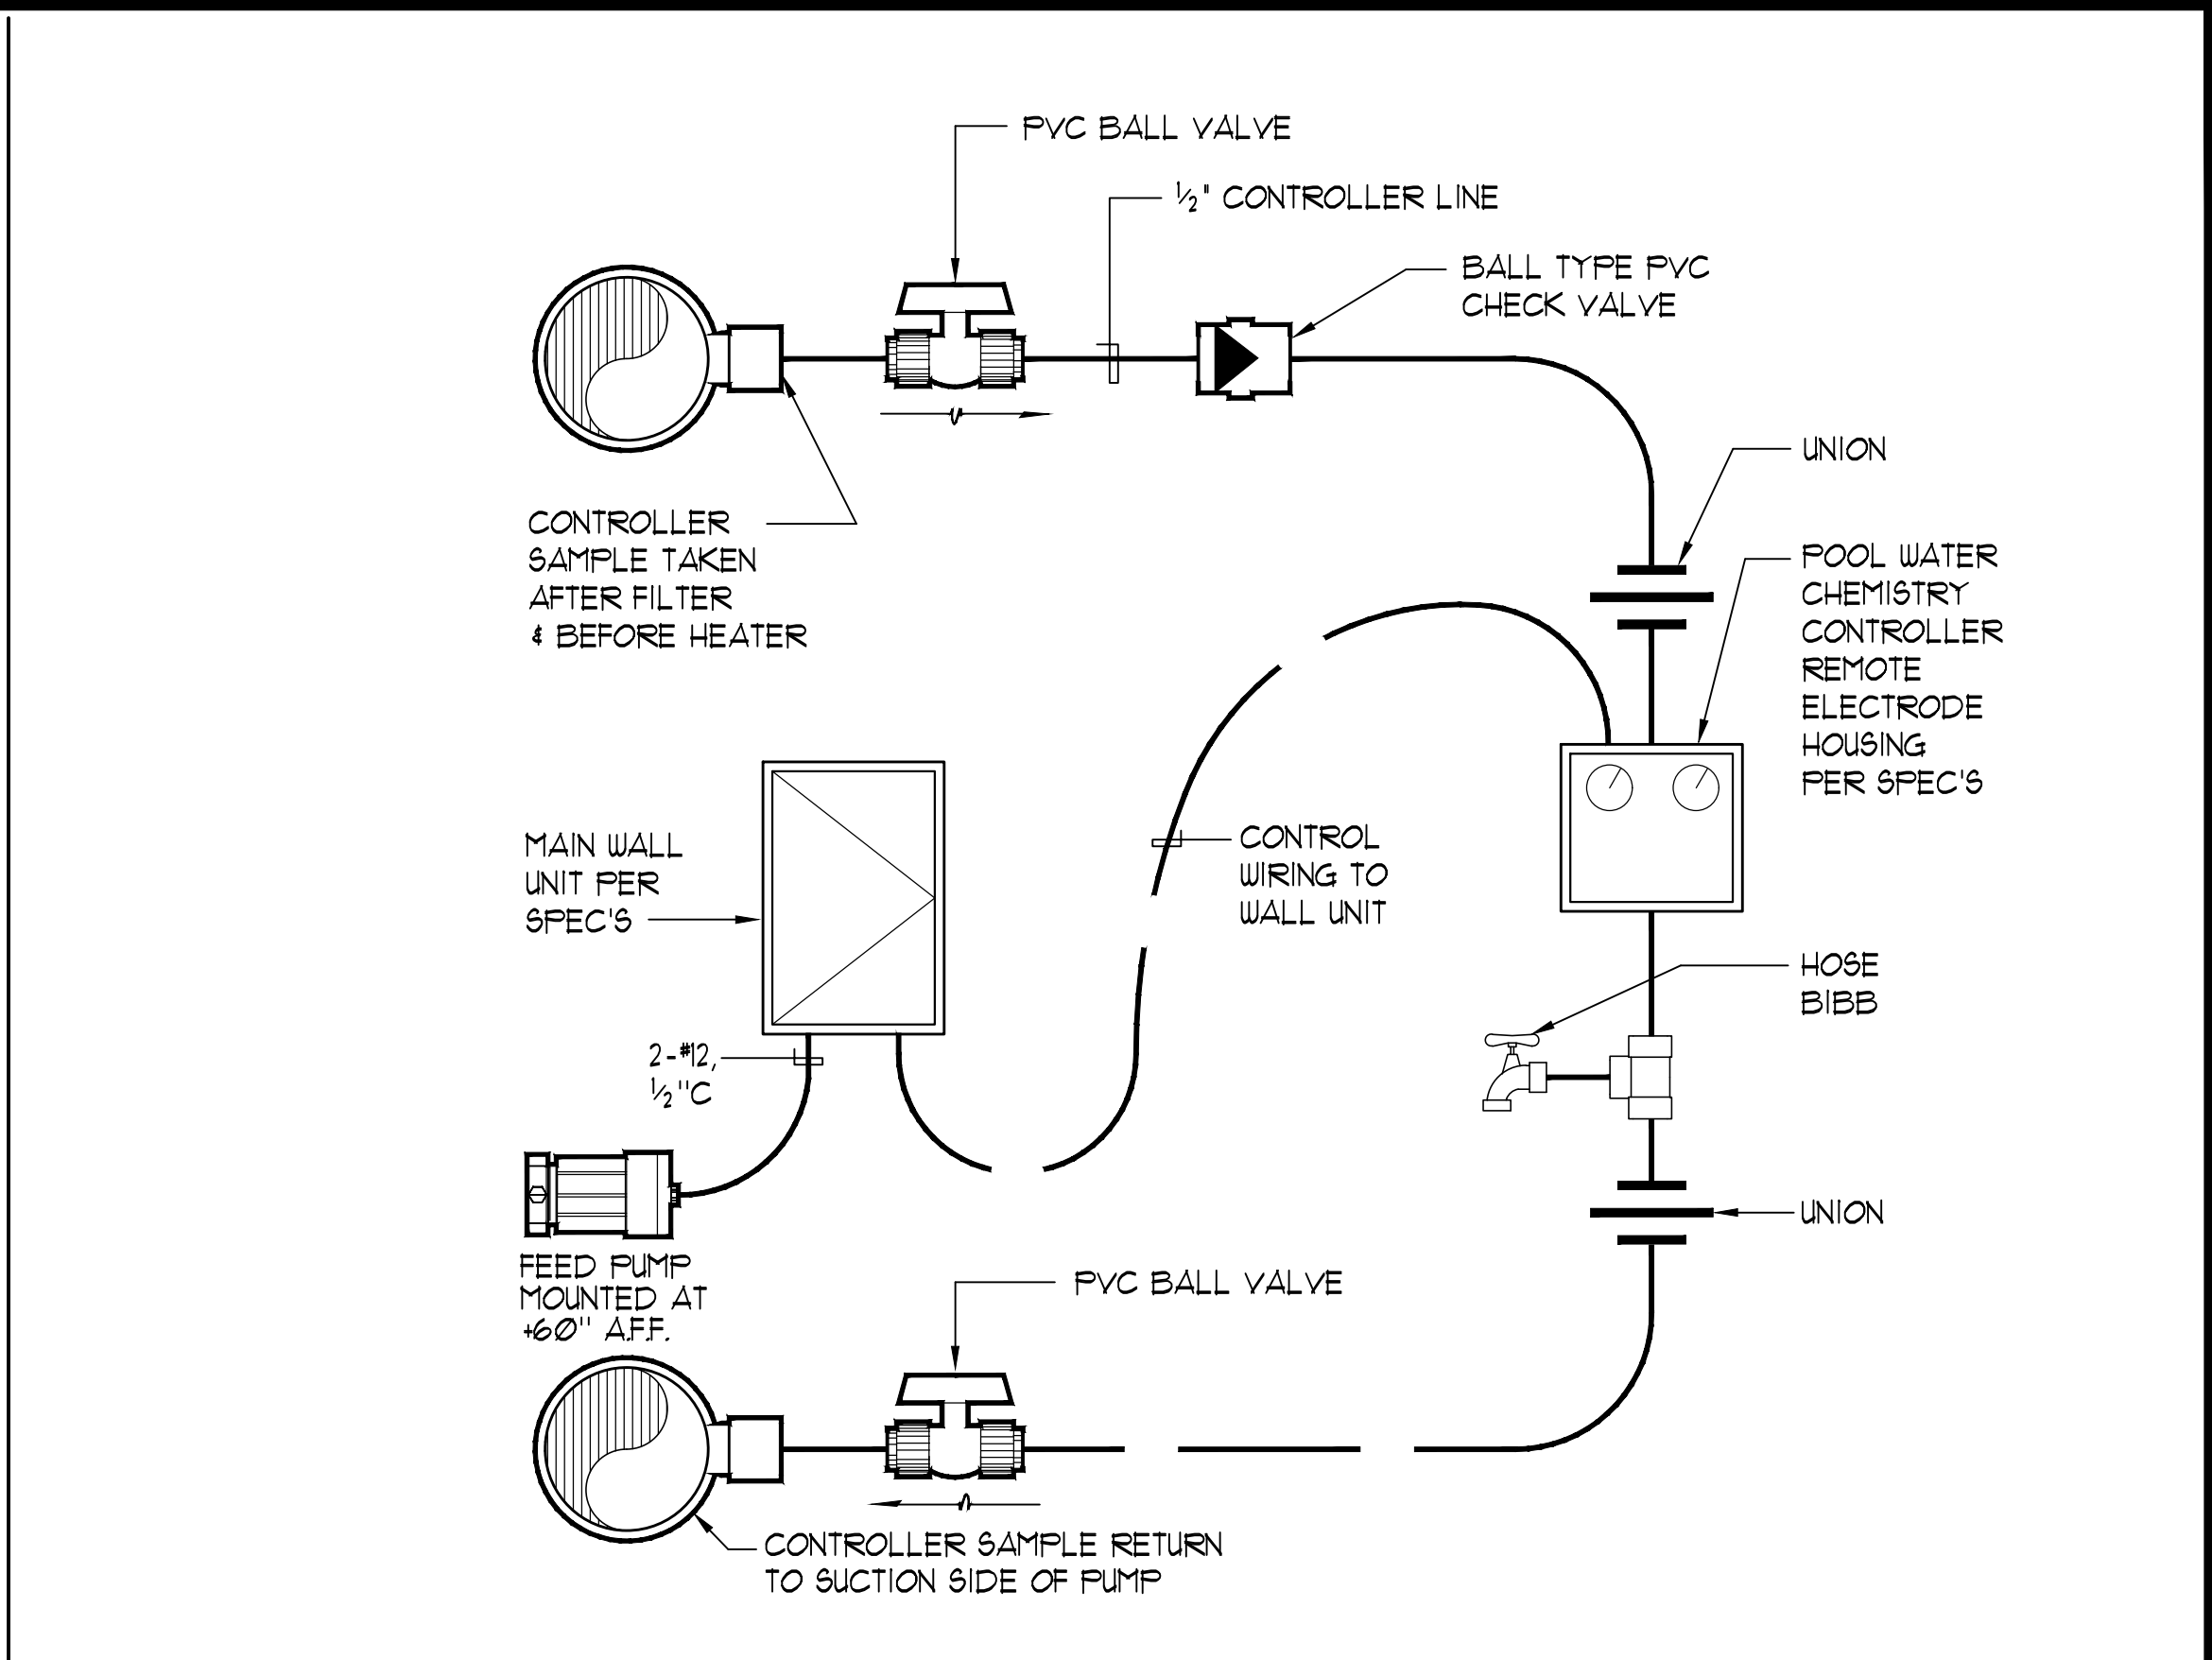 PVC BALL VALVE
½" CONTROLLER LINE
BALL TYPE PVC
CHECK VALVE
UNION
CONTROLLER
SAMPLE TAKEN
AFTER FILTER
& BEFORE HEATER
POOL WATER
CHEMISTRY
CONTROLLER
REMOTE
ELECTRODE
HOUSING
PER SPEC'S
MAIN WALL
UNIT PER
SPEC'S
CONTROL
WIRING TO
WALL UNIT
HOSE
BIBB
2-#12,
½"C
UNION
FEED PUMP
MOUNTED AT
+60" A.F.F.
PVC BALL VALVE
CONTROLLER SAMPLE RETURN
TO SUCTION SIDE OF PUMP